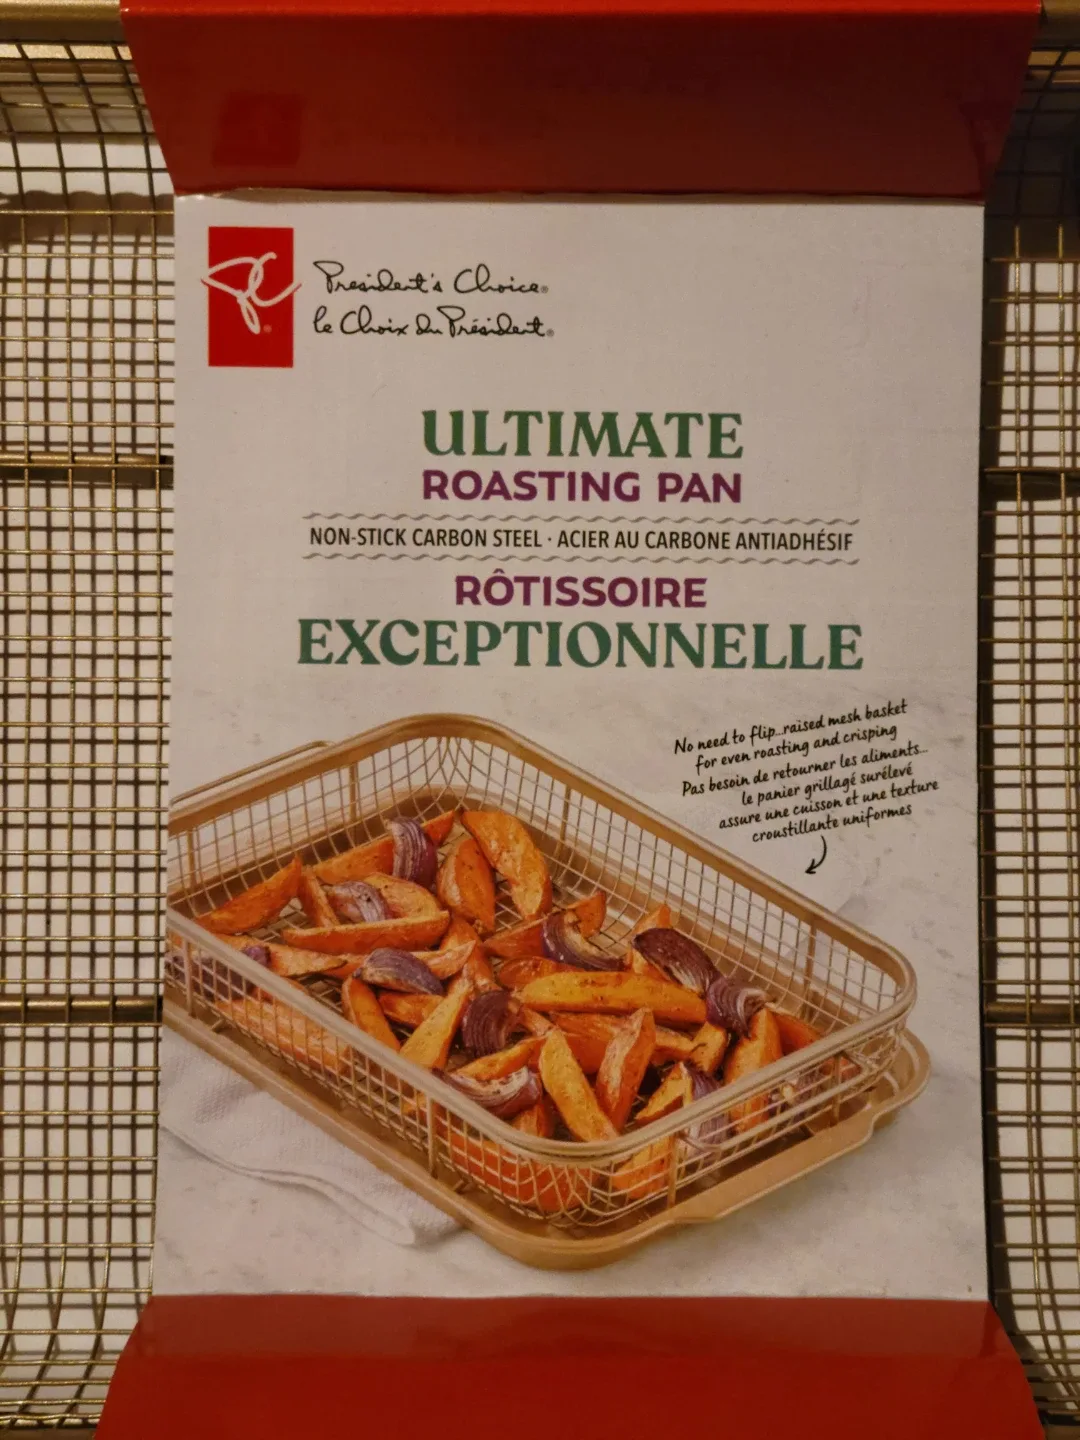 President's Choice®
le Choix du Président®
ULTIMATE
ROASTING PAN
NON-STICK CARBON STEEL · ACIER AU CARBONE ANTIADHÉSIF
RÔTISSOIRE
EXCEPTIONNELLE
No need to flip...raised mesh basket
for even roasting and crisping
Pas besoin de retourner les aliments...
le panier grillagé surélevé
assure une cuisson et une texture
croustillante uniformes